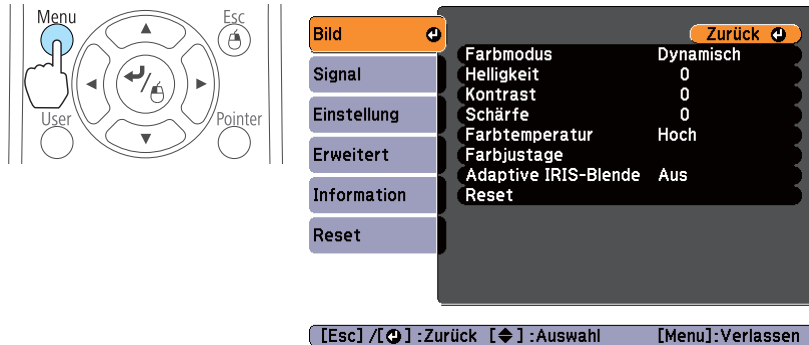 Menu
Esc
User
Pointer
Bild
Signal
Einstellung
Erweitert
Information
Reset
Zurück
Farbmodus Dynamisch
Helligkeit 0
Kontrast 0
Schärfe 0
Farbtemperatur Hoch
Farbjustage
Adaptive IRIS-Blende Aus
Reset
[Esc] /[⏎] :Zurück [◆] :Auswahl [Menu]:Verlassen